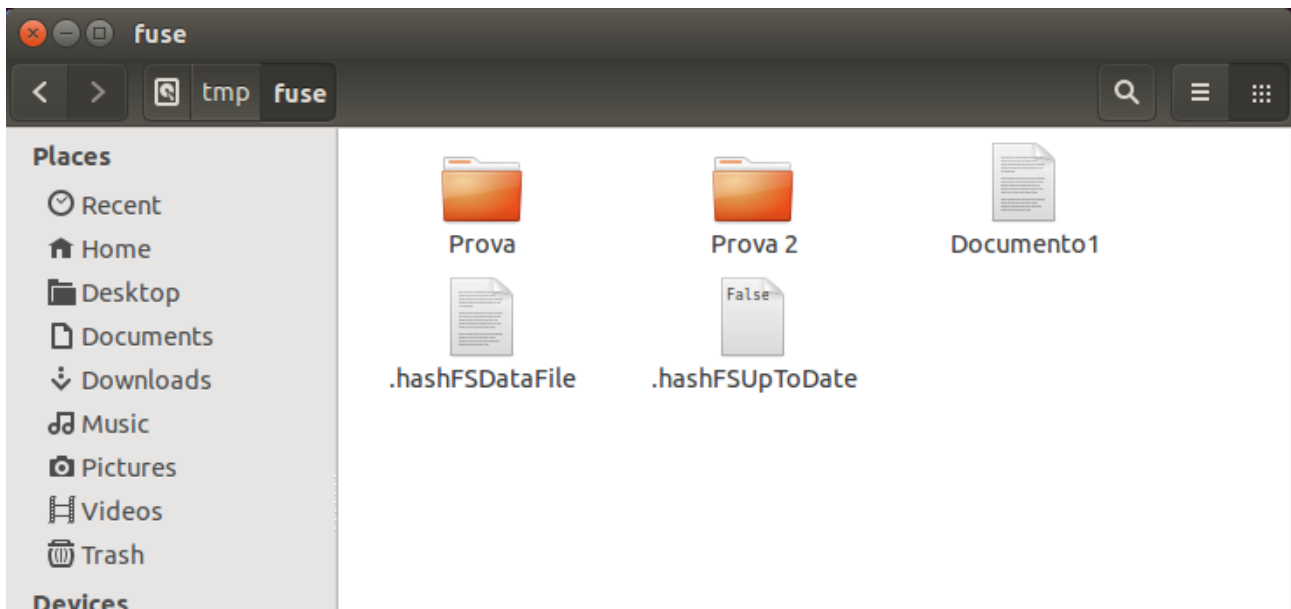 fuse
tmp fuse
Places
Recent
Home
Desktop
Documents
Downloads
Music
Pictures
Videos
Trash
Devices
Prova Prova 2 Documento1
False
.hashFSDataFile .hashFSUpToDate